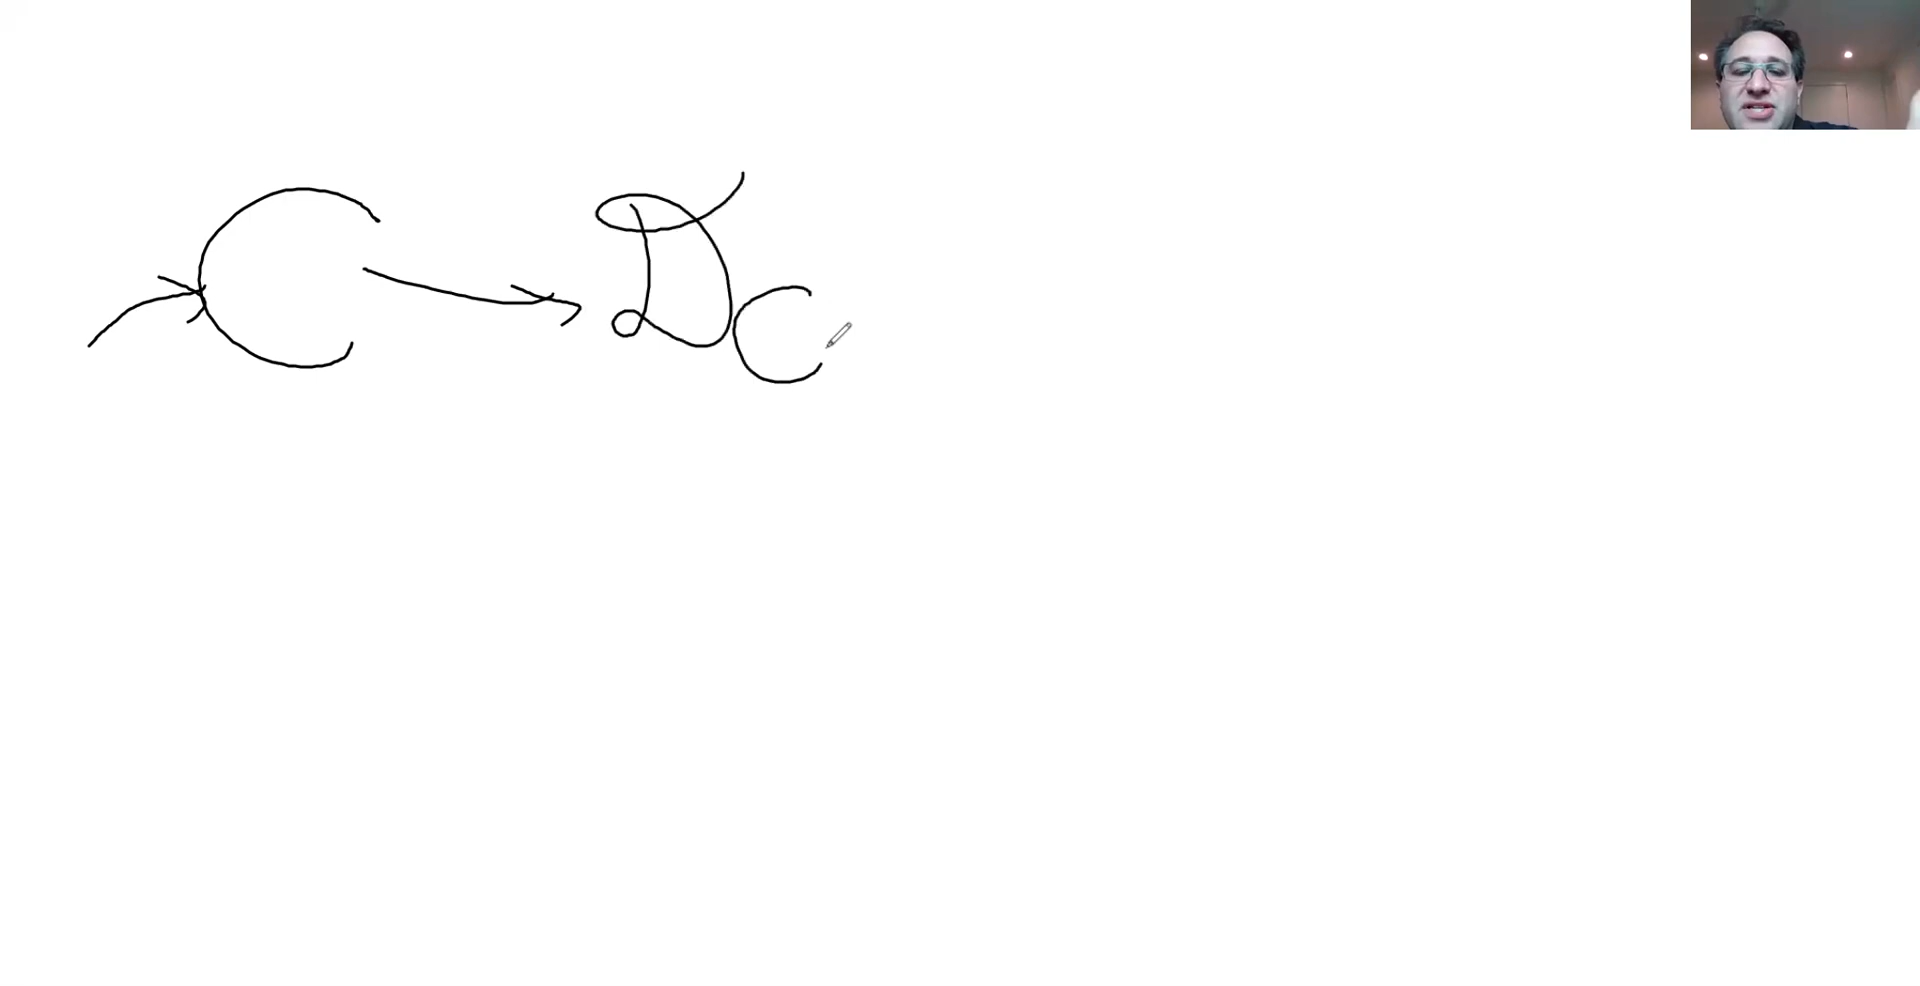 → C → D_C